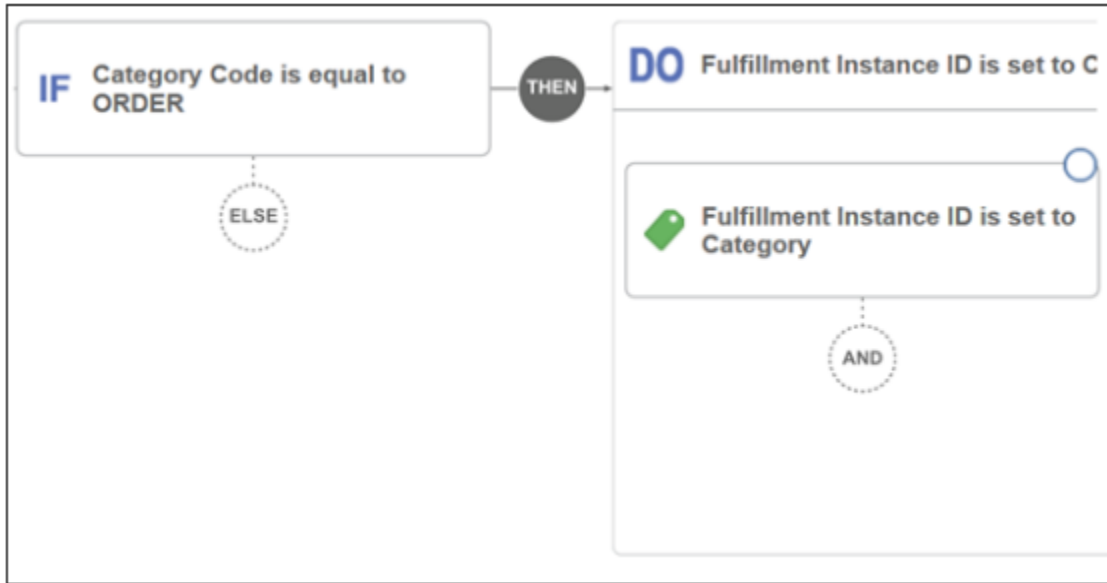 IF
Category Code is equal to
ORDER
THEN
DO
Fulfillment Instance ID is set to C
ELSE
Fulfillment Instance ID is set to
Category
AND